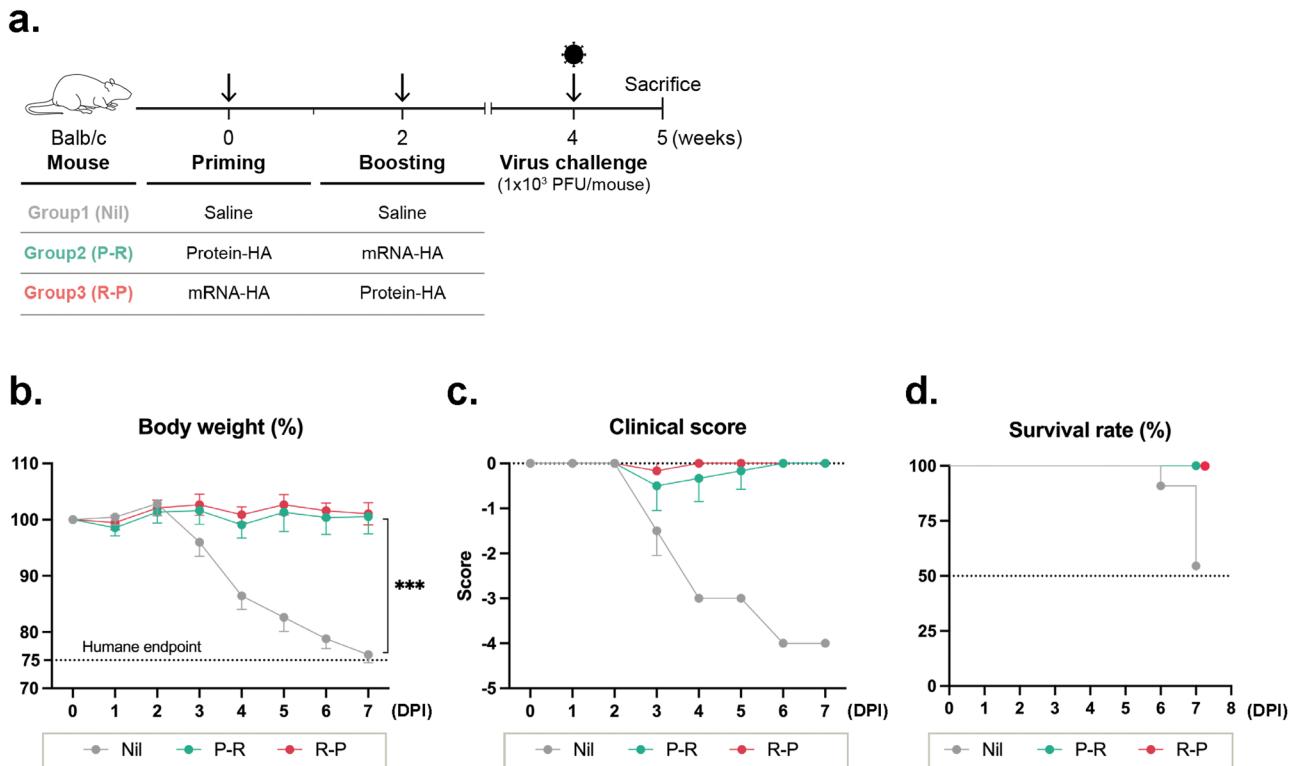 a.
Sacrifice
Balb/c 0 2 4 5 (weeks)
Mouse Priming Boosting Virus challenge
(1x10³ PFU/mouse)
Group1 (Nil) Saline Saline
Group2 (P-R) Protein-HA mRNA-HA
Group3 (R-P) mRNA-HA Protein-HA
b.
Body weight (%)
110
100
90
80
75
70
Humane endpoint
***
0 1 2 3 4 5 6 7 (DPI)
Nil P-R R-P
c.
Clinical score
Score
0
-1
-2
-3
-4
-5
0 1 2 3 4 5 6 7 (DPI)
Nil P-R R-P
d.
Survival rate (%)
100
75
50
25
0
0 1 2 3 4 5 6 7 8 (DPI)
Nil P-R R-P